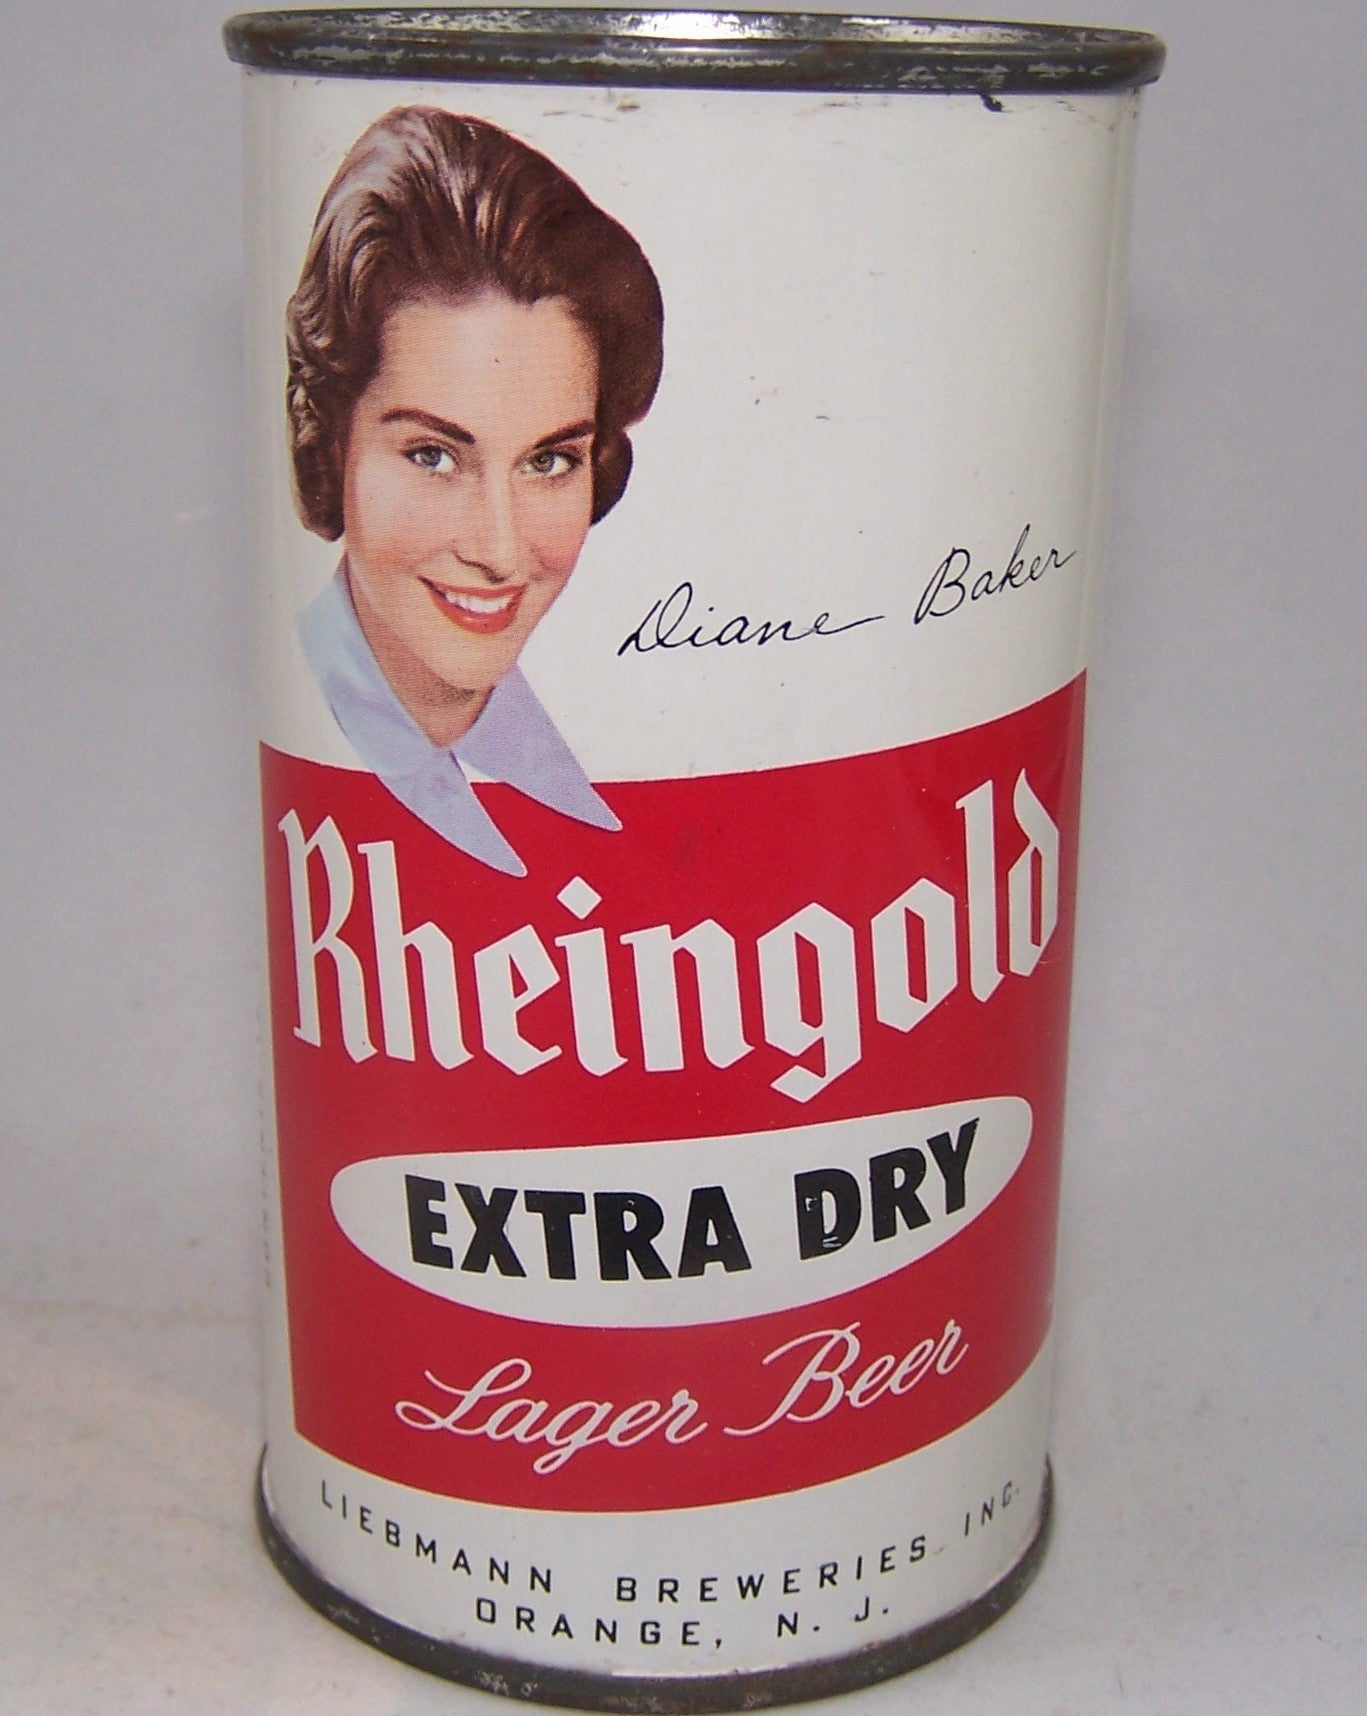 Diane Baker
Rheingold
EXTRA DRY
Lager Beer
LIEBMANN BREWERIES INC.
ORANGE, N. J.